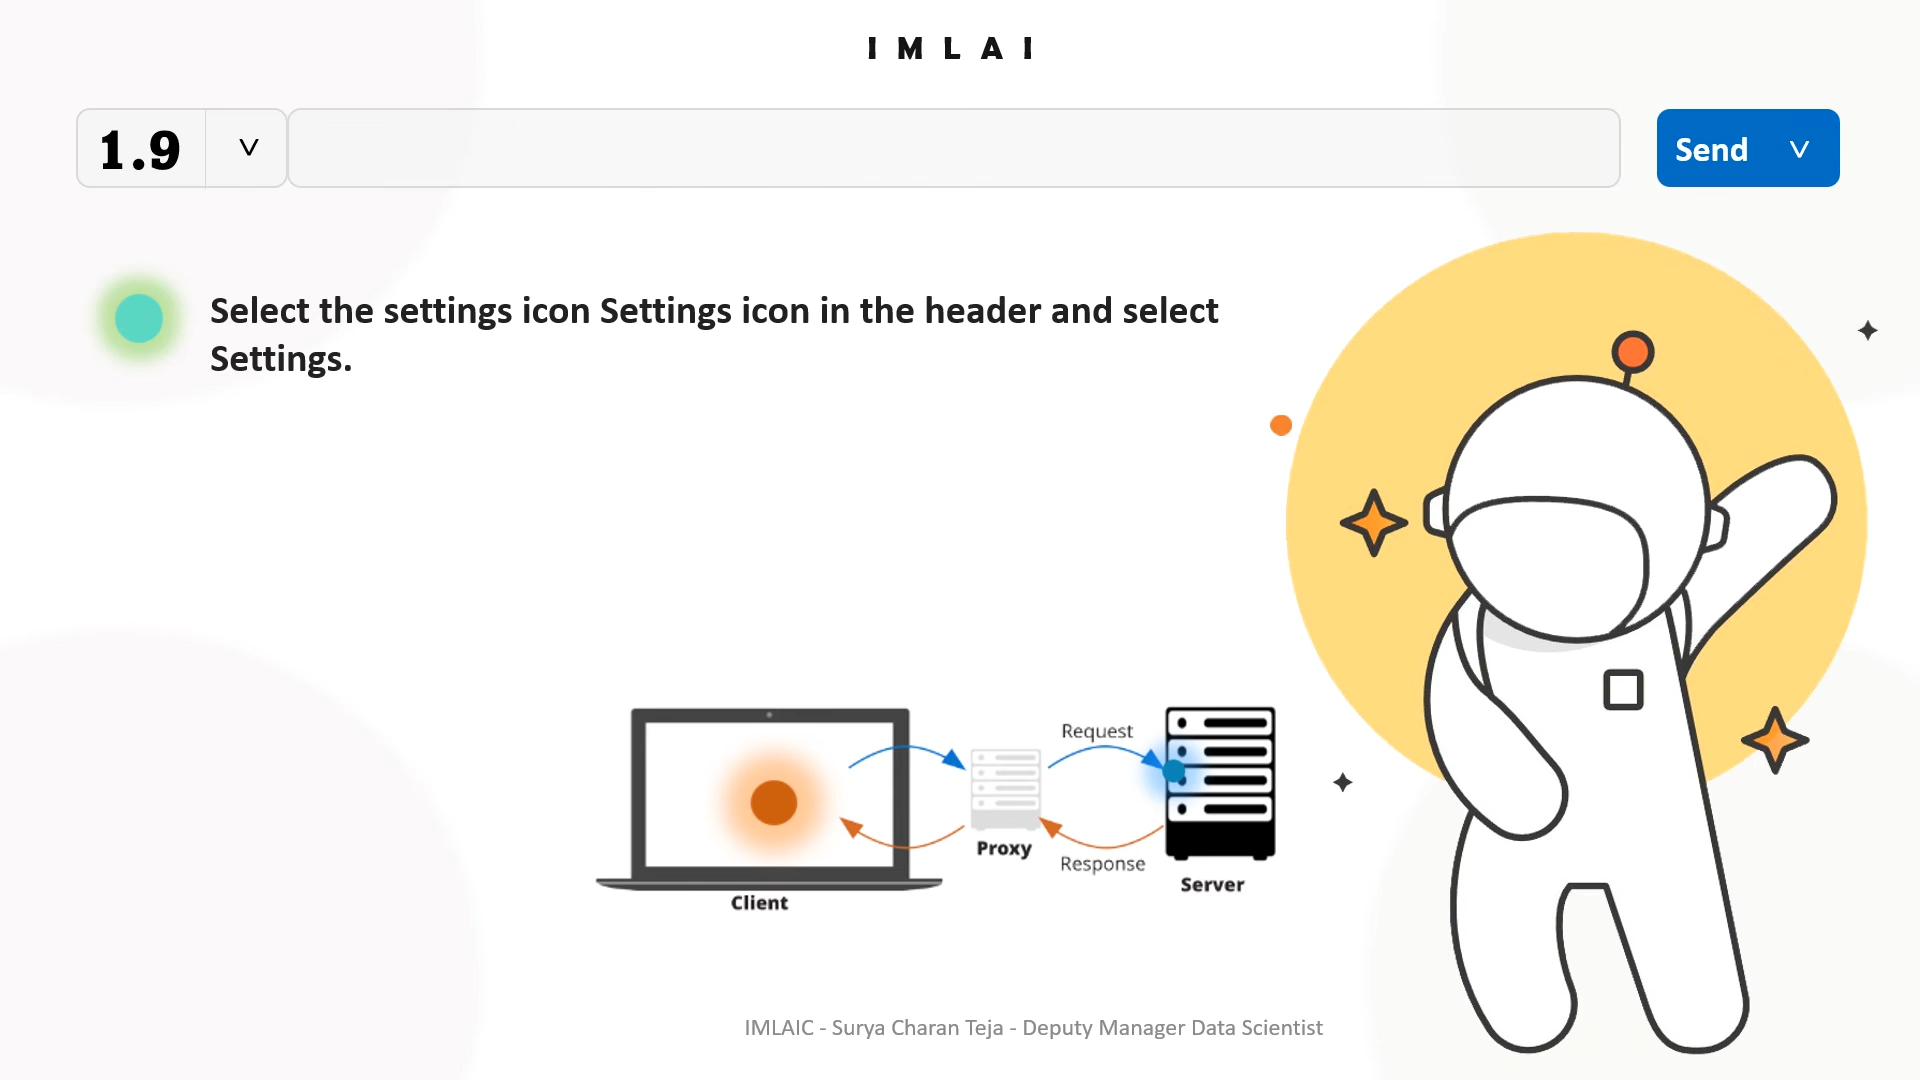 IMLAI
1.9
V
Send
V
Select the settings icon Settings icon in the header and select
Settings.
Request
Proxy
Response
Server
Client
IMLAIC - Surya Charan Teja - Deputy Manager Data Scientist